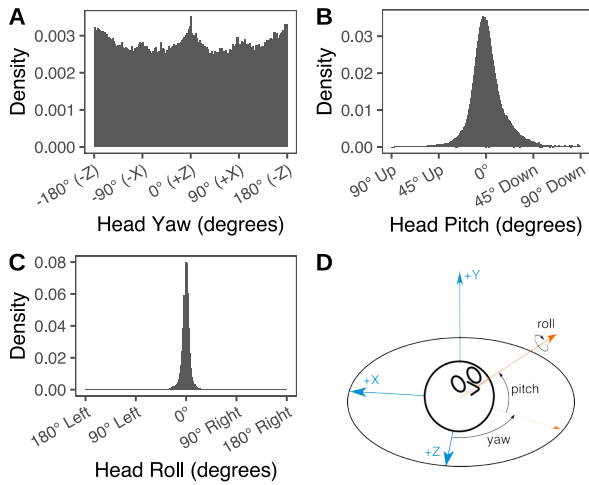 A
0.003
0.002
0.001
0.000
Density
-180° (-Z)
-90° (-X)
0° (+Z)
90° (+X)
180° (-Z)
Head Yaw (degrees)
B
0.03
0.02
0.01
0.00
Density
90° Up
45° Up
0°
45° Down
90° Down
Head Pitch (degrees)
C
0.08
0.06
0.04
0.02
0.00
Density
180° Left
90° Left
0°
90° Right
180° Right
Head Roll (degrees)
D
+Y
roll
+X
pitch
+Z
yaw